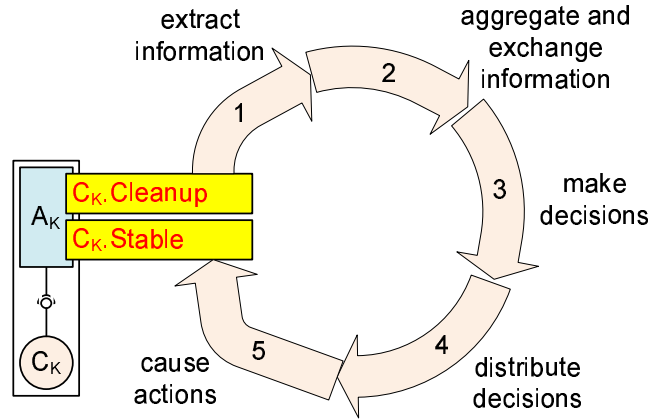 extract
information
aggregate and
exchange
information
1
2
3
make
decisions
4
distribute
decisions
5
cause
actions
AK
CK.Cleanup
CK.Stable
CK